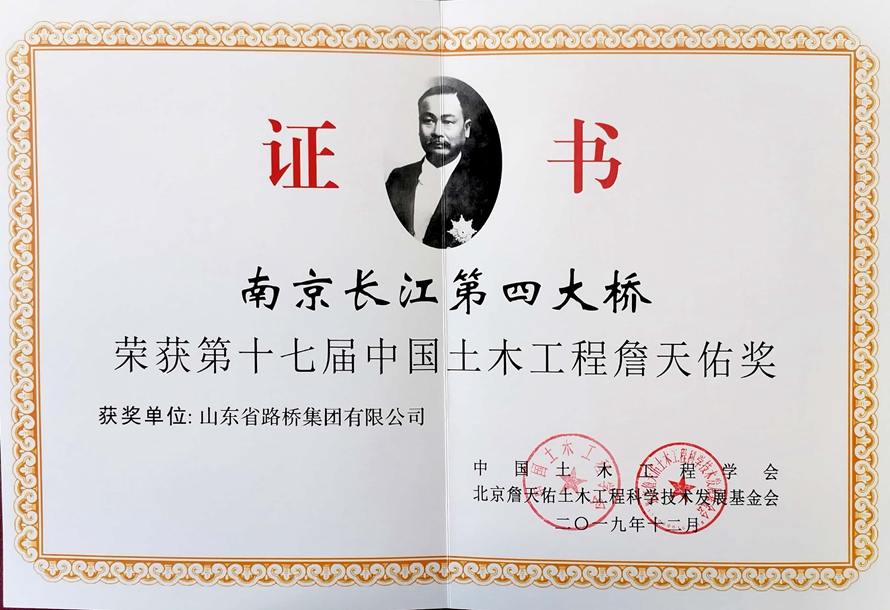 证书
南京长江第四大桥
荣获第十七届中国土木工程詹天佑奖
获奖单位:山东省路桥集团有限公司
中国土木工程学会
北京詹天佑土木工程科学技术发展基金会
二〇一九年十二月